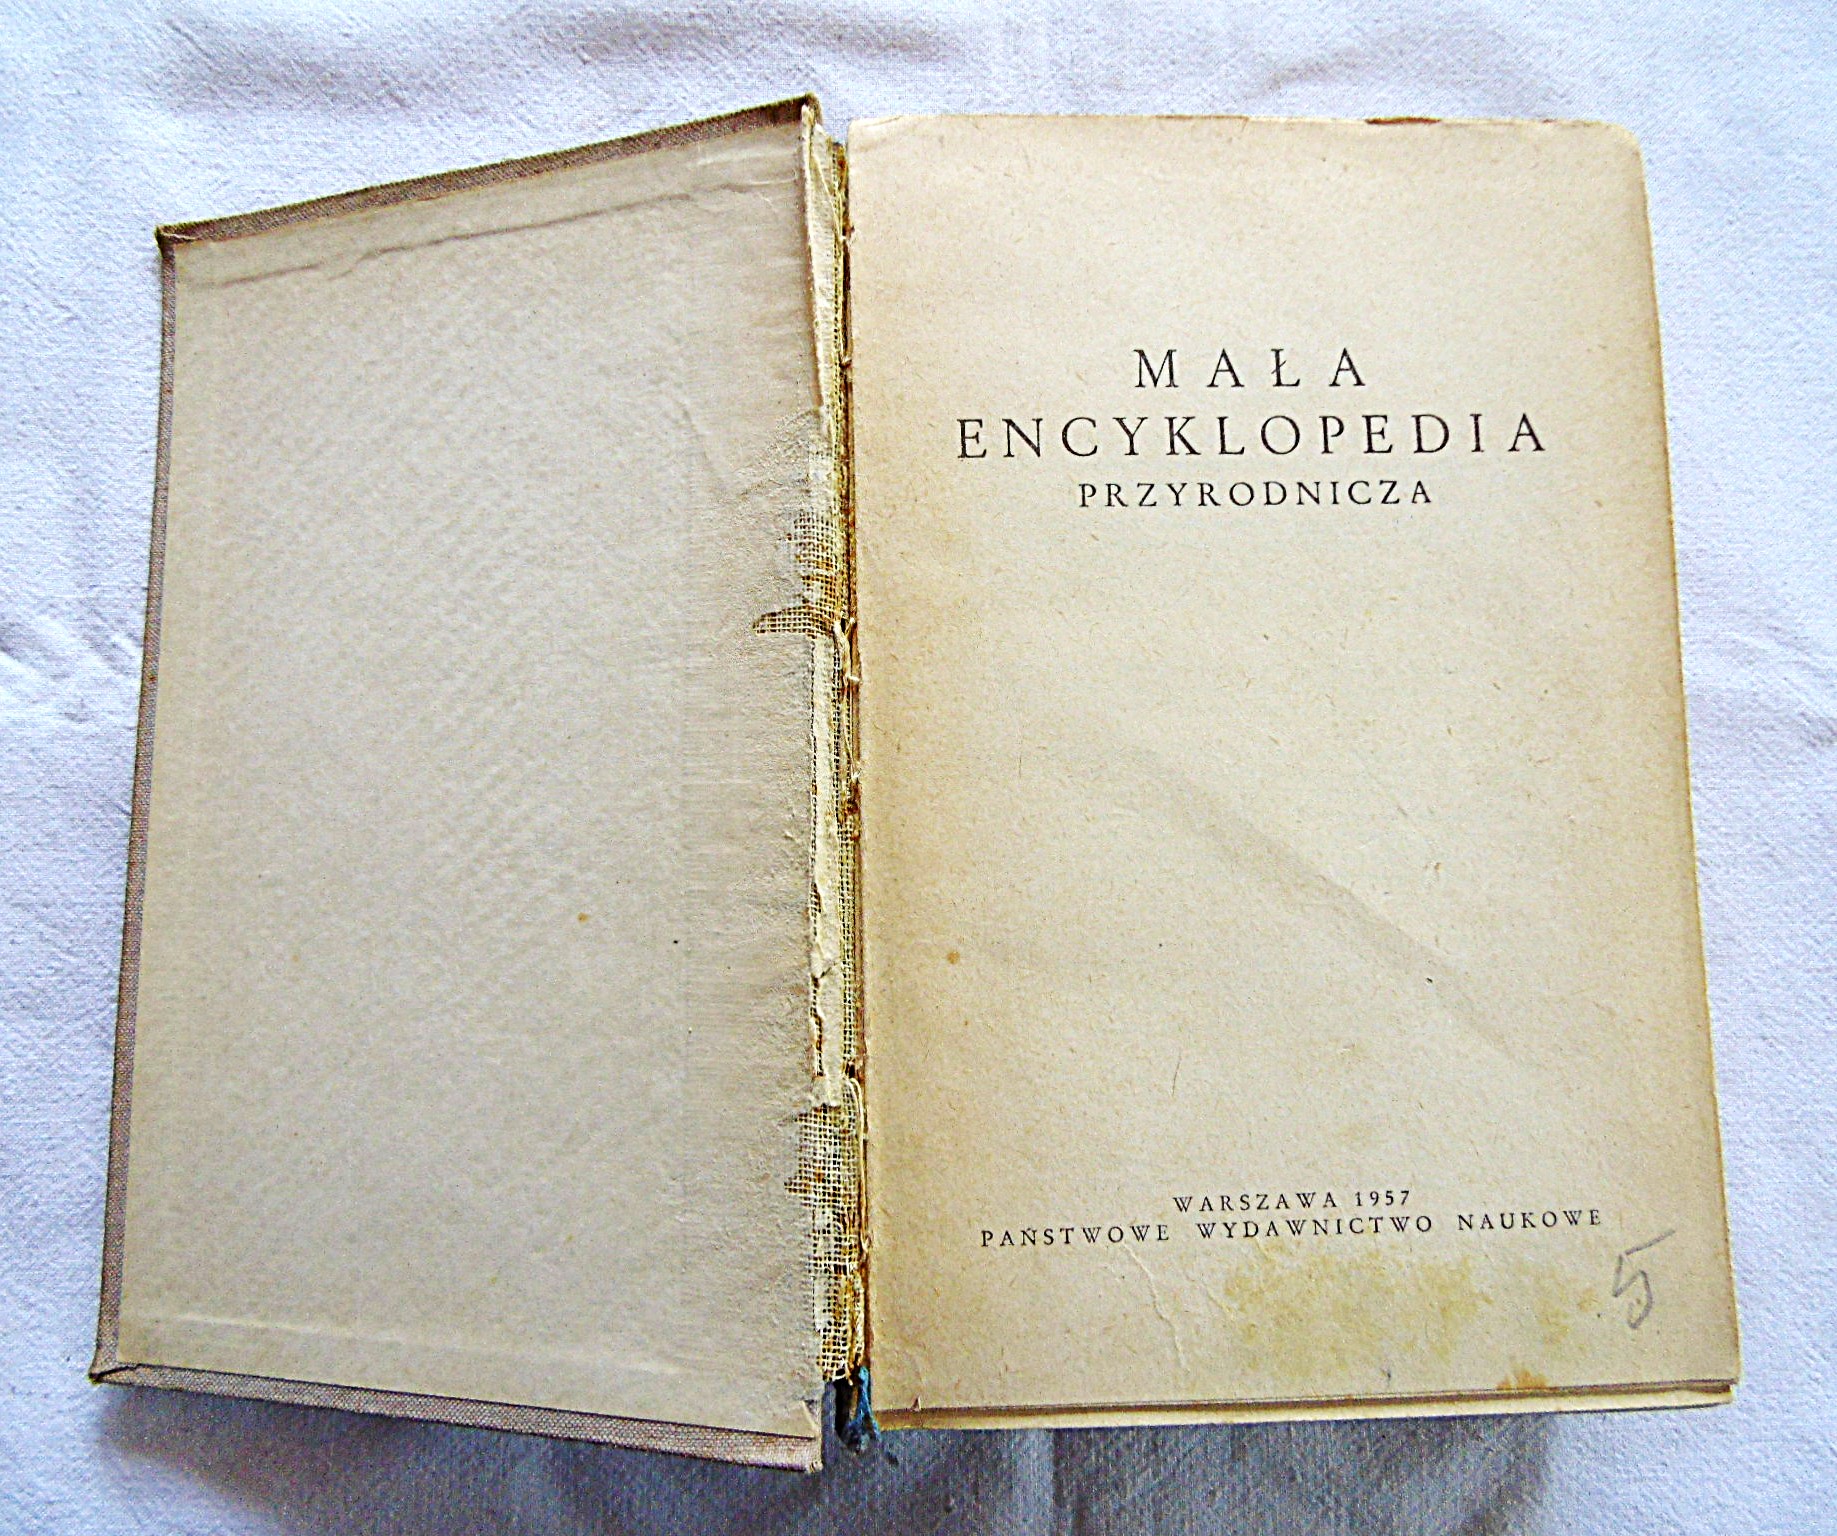 MAŁA
ENCYKLOPEDIA
PRZYRODNICZA
WARSZAWA 1957
PAŃSTWOWE WYDAWNICTWO NAUKOWE
5